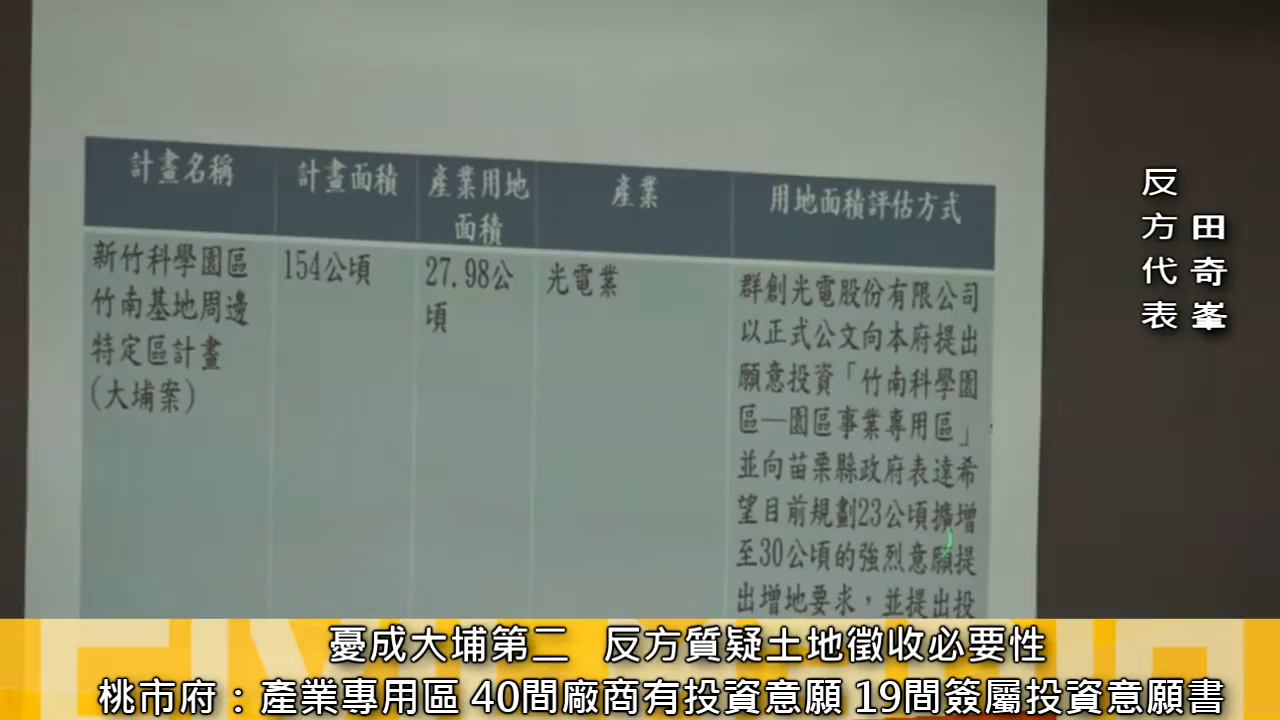 計畫名稱
計畫面積
產業用地
面積
產業
用地面積評估方式
新竹科學園區
竹南基地周邊
特定區計畫
(大埔案)
154公頃
27.98公
頃
光電業
群創光電股份有限公司
以正式公文向本府提出
願意投資「竹南科學園
區—園區事業專用區」,
並向苗栗縣政府表達希
望目前規劃23公頃擴增
至30公頃的強烈意願提
出增地要求,並提出投
反方代表
田奇峯
憂成大埔第二 反方質疑土地徵收必要性
桃市府:產業專用區 40間廠商有投資意願 19間簽屬投資意願書